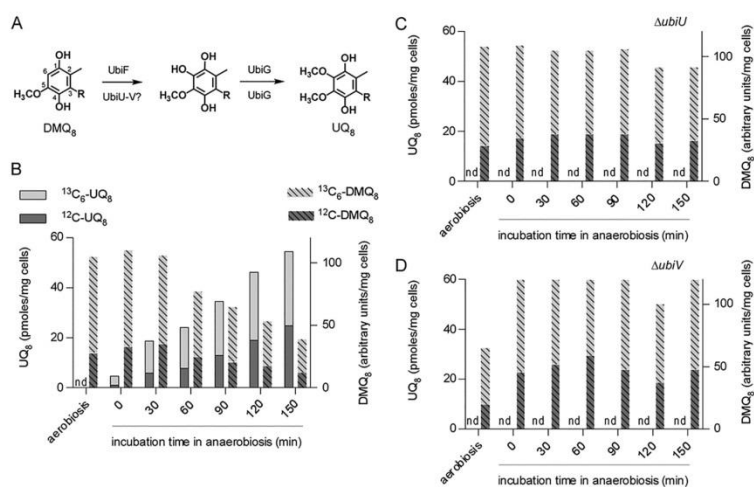 A
OH
1
2
6
5
3
4
H₃CO
R
OH
DMQ₈
UbiF
UbiU-V?
OH
HO
H₃CO
R
OH
UbiG
UbiG
OH
H₃CO
H₃CO
R
OH
UQ₈
B
¹³C₆-UQ₈
¹²C-UQ₈
¹³C₆-DMQ₈
¹²C-DMQ₈
60
40
20
0
UQ₈ (pmoles/mg cells)
100
50
0
DMQ₈ (arbitrary units/mg cells)
nd
aerobiosis
0
30
60
90
120
150
incubation time in anaerobiosis (min)
C
ΔubiU
60
40
20
0
UQ₈ (pmoles/mg cells)
100
50
0
DMQ₈ (arbitrary units/mg cells)
nd nd nd nd nd nd nd
aerobiosis
0
30
60
90
120
150
incubation time in anaerobiosis (min)
D
ΔubiV
60
40
20
0
UQ₈ (pmoles/mg cells)
100
50
0
DMQ₈ (arbitrary units/mg cells)
nd nd nd nd nd nd nd
aerobiosis
0
30
60
90
120
150
incubation time in anaerobiosis (min)